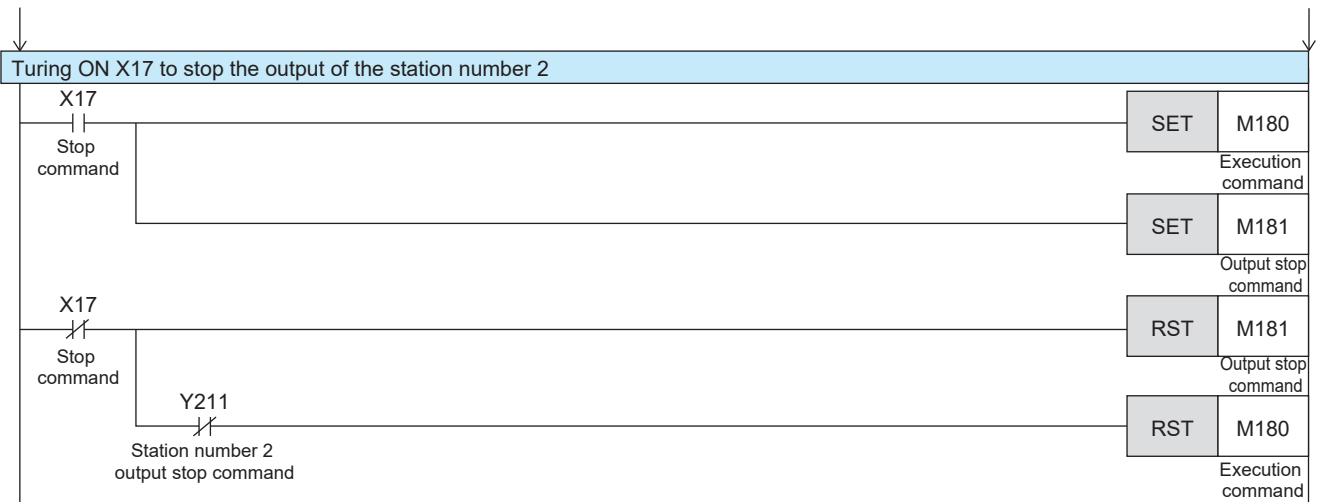 Turing ON X17 to stop the output of the station number 2
X17
Stop
command
SET M180
Execution
command
SET M181
Output stop
command
X17
Stop
command
RST M181
Output stop
command
Y211
Station number 2
output stop command
RST M180
Execution
command